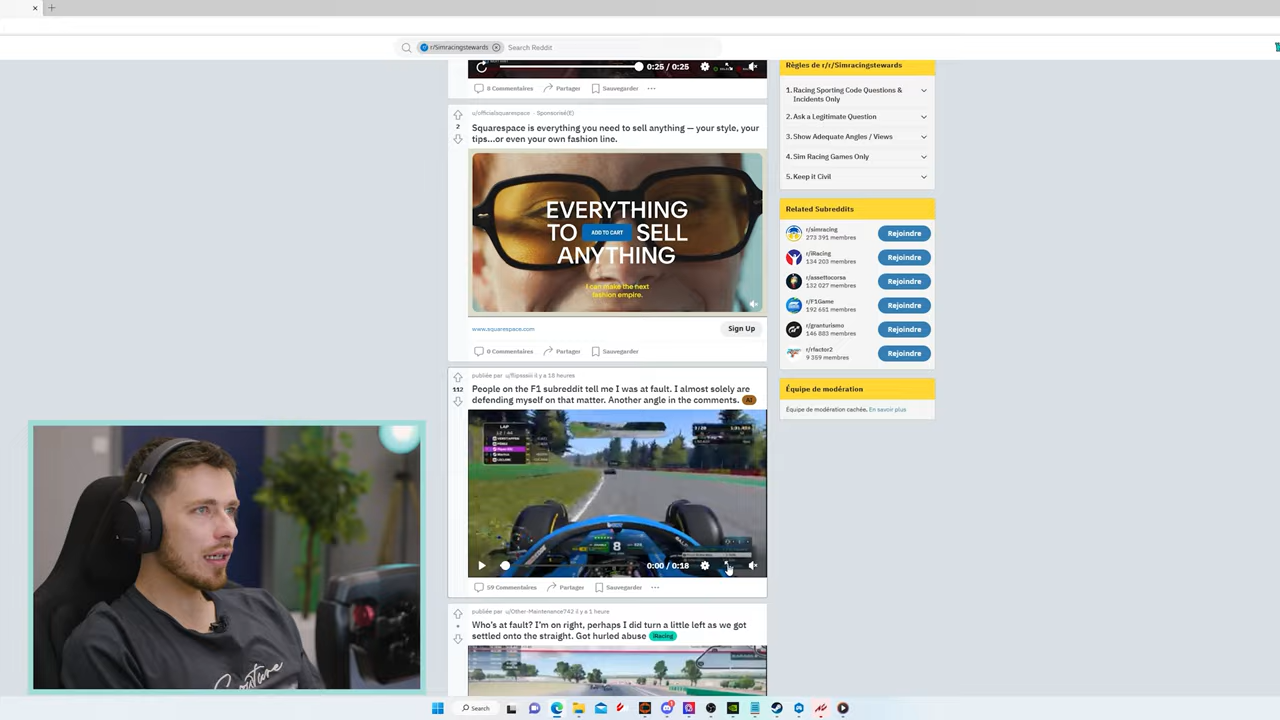 r/Simracingstewards
Search Reddit
0:25 / 0:25
8 Commentaires
Partager
Sauvegarder
u/officialsquarespace · Sponsorisé(E)
2
Squarespace is everything you need to sell anything — your style, your
tips...or even your own fashion line.
EVERYTHING
TO ADD TO CART SELL
ANYTHING
I can make the next
fashion empire.
www.squarespace.com
Sign Up
0 Commentaires
Partager
Sauvegarder
112
People on the F1 subreddit tell me I was at fault. I almost solely are
defending myself on that matter. Another angle in the comments.
LAP
8
0:00 / 0:18
59 Commentaires
Partager
Sauvegarder
publiée par u/Other-Maintenance742·il y a 1 heure
Who's at fault? I'm on right, perhaps I did turn a little left as we got
settled onto the straight. Got hurled abuse iRacing
Règles de r/r/Simracingstewards
1. Racing Sporting Code Questions &
Incidents Only
2. Ask a Legitimate Question
3. Show Adequate Angles / Views
4. Sim Racing Games Only
5. Keep it Civil
Related Subreddits
r/simracing
273 391 membres
Rejoindre
r/iRacing
134 203 membres
Rejoindre
r/assettocorsa
132 027 membres
Rejoindre
r/F1Game
192 651 membres
Rejoindre
r/granturismo
146 883 membres
Rejoindre
r/rfactor2
9 359 membres
Rejoindre
Équipe de modération
Équipe de modération cachée. En savoir plus
Search